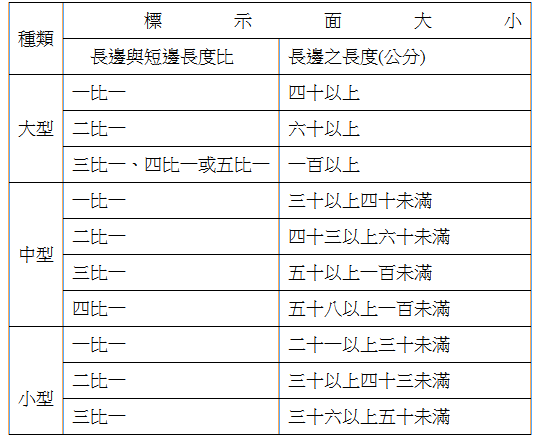 種類 標示面大小
長邊與短邊長度比 長邊之長度(公分)
大型 一比一 四十以上
二比一 六十以上
三比一、四比一或五比一 一百以上
中型 一比一 三十以上四十未滿
二比一 四十三以上六十未滿
三比一 五十以上一百未滿
四比一 五十八以上一百未滿
小型 一比一 二十一以上三十未滿
二比一 三十以上四十三未滿
三比一 三十六以上五十未滿